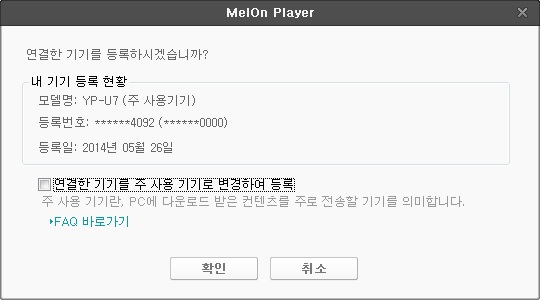 MelOn Player
연결한 기기를 등록하시겠습니까?
내 기기 등록 현황
모델명: YP-U7 (주 사용기기)
등록번호: ******4092 (******0000)
등록일: 2014년 05월 26일
연결한 기기를 주 사용 기기로 변경하여 등록
주 사용 기기란, PC에 다운로드 받은 컨텐츠를 주로 전송할 기기를 의미합니다.
FAQ 바로가기
확인
취소